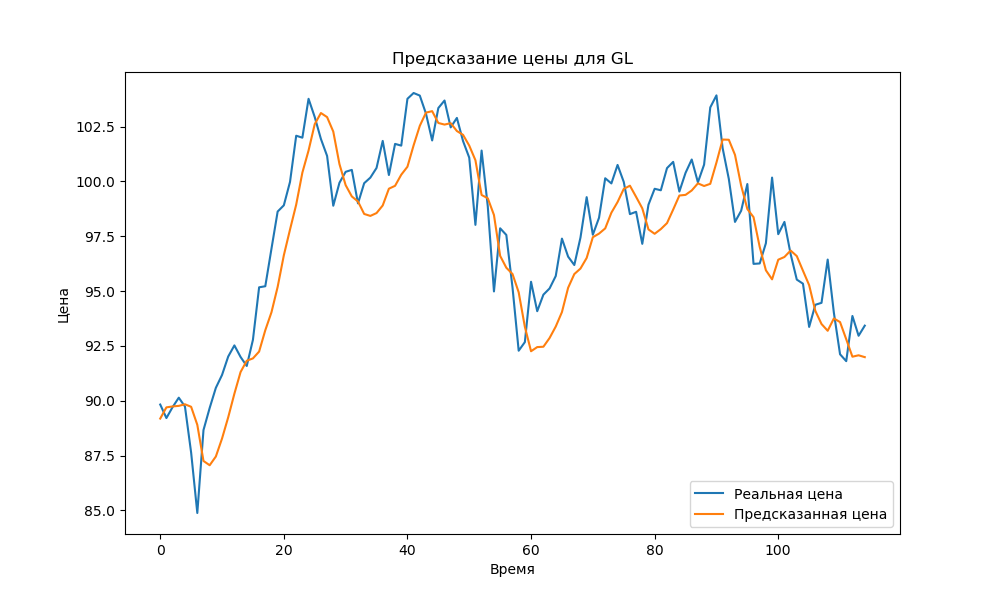 Предсказание цены для GL
Цена
102.5
100.0
97.5
95.0
92.5
90.0
87.5
85.0
Реальная цена
Предсказанная цена
0 20 40 60 80 100
Время